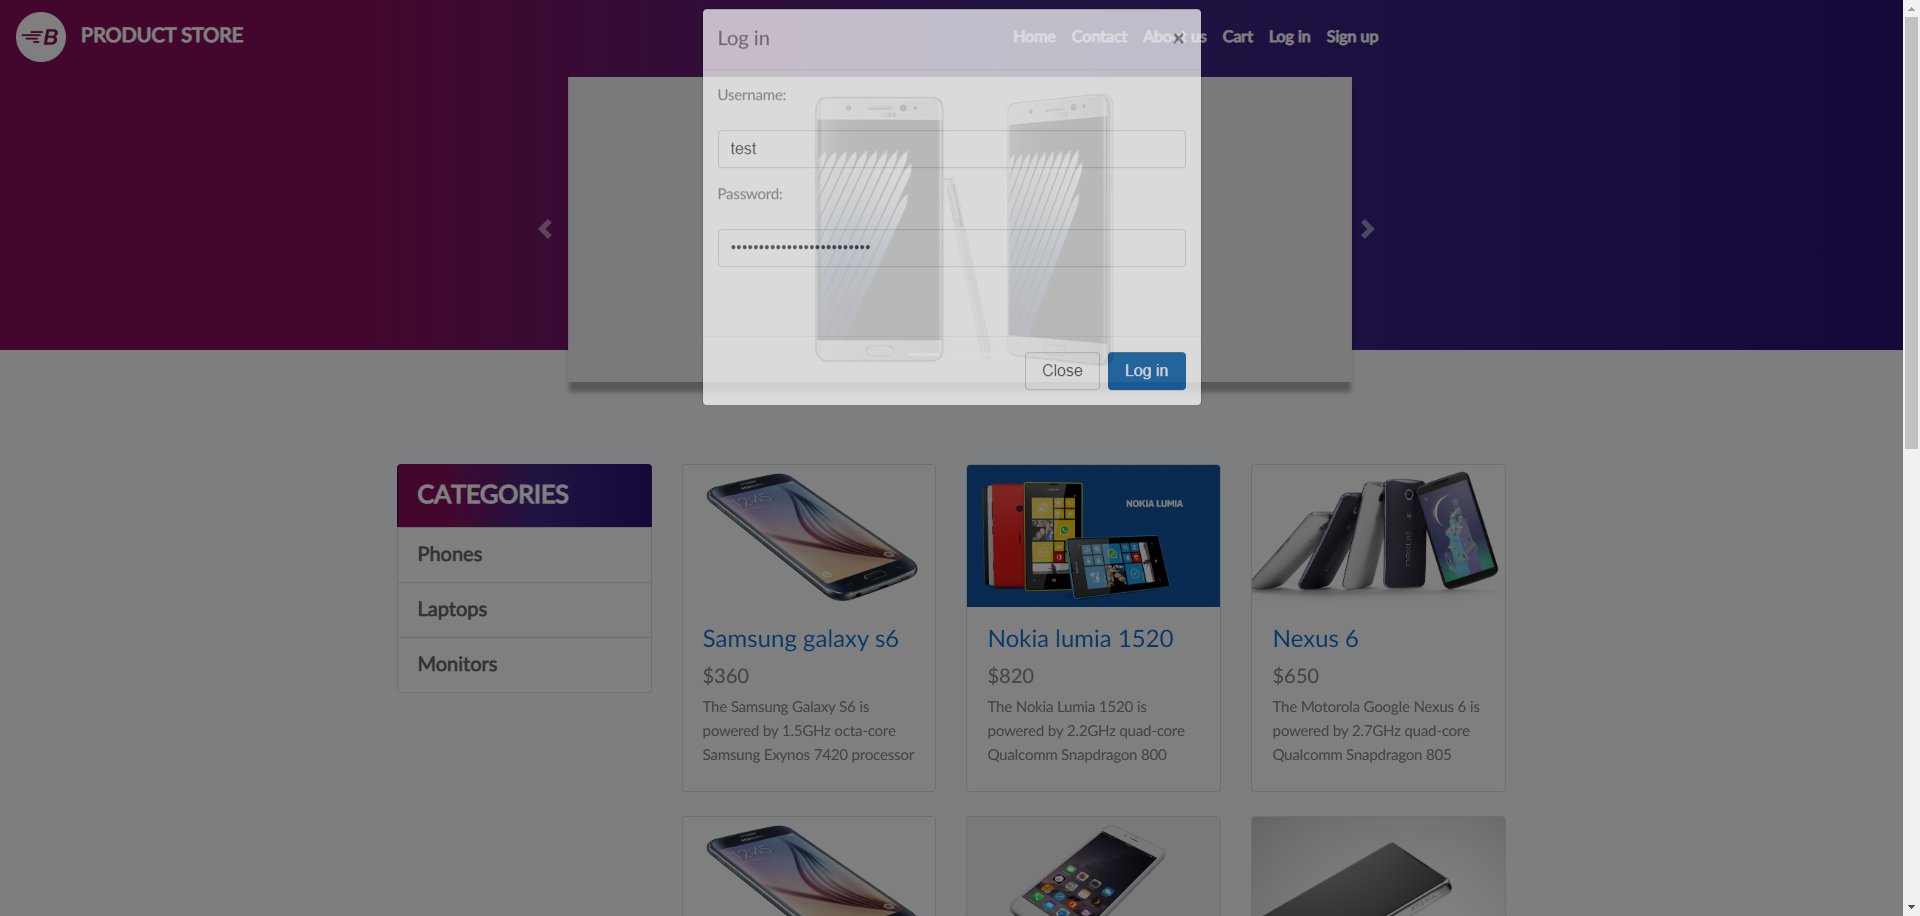 PRODUCT STORE
Home Contact About us Cart Log in Sign up
Log in
×
Username:
test
Password:
••••••••••••••••••••••••••
Close
Log in
CATEGORIES
Phones
Laptops
Monitors
Samsung galaxy s6
$360
The Samsung Galaxy S6 is
powered by 1.5GHz octa-core
Samsung Exynos 7420 processor
NOKIA LUMIA
Nokia lumia 1520
$820
The Nokia Lumia 1520 is
powered by 2.2GHz quad-core
Qualcomm Snapdragon 800
nexus
Nexus 6
$650
The Motorola Google Nexus 6 is
powered by 2.7GHz quad-core
Qualcomm Snapdragon 805